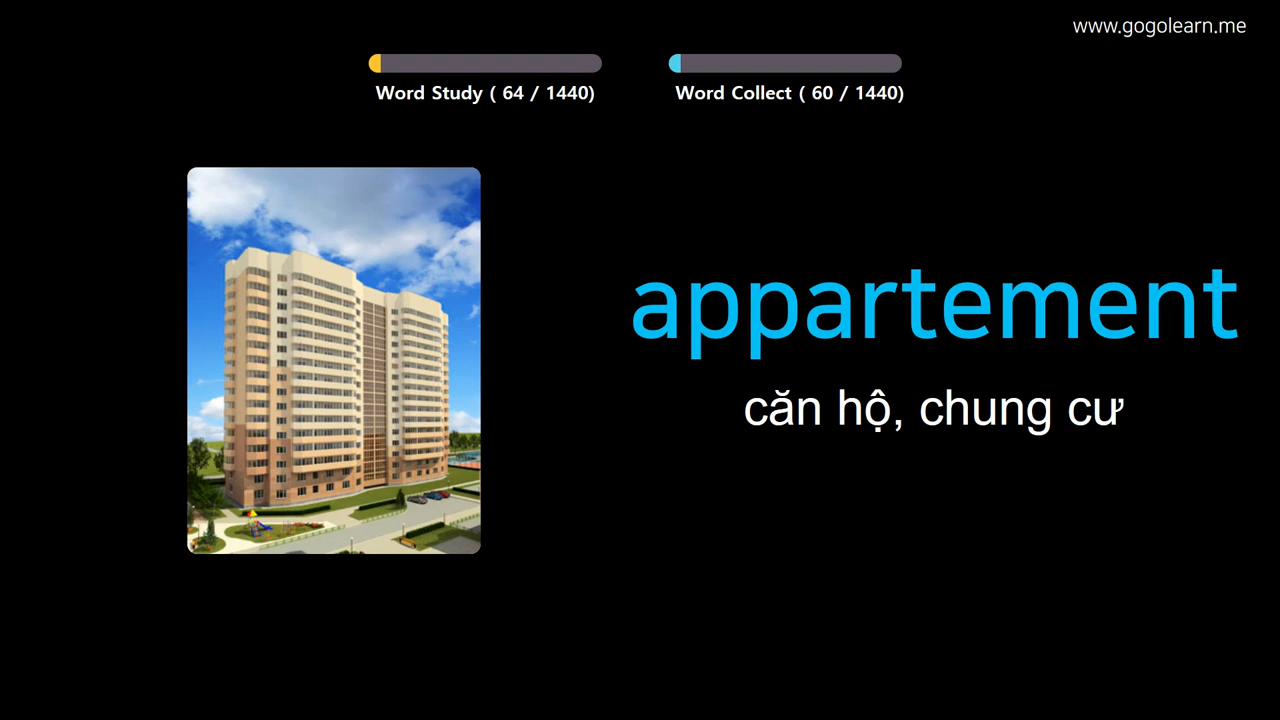 www.gogolearn.me
Word Study ( 64 / 1440)
Word Collect ( 60 / 1440)
appartement
căn hộ, chung cư